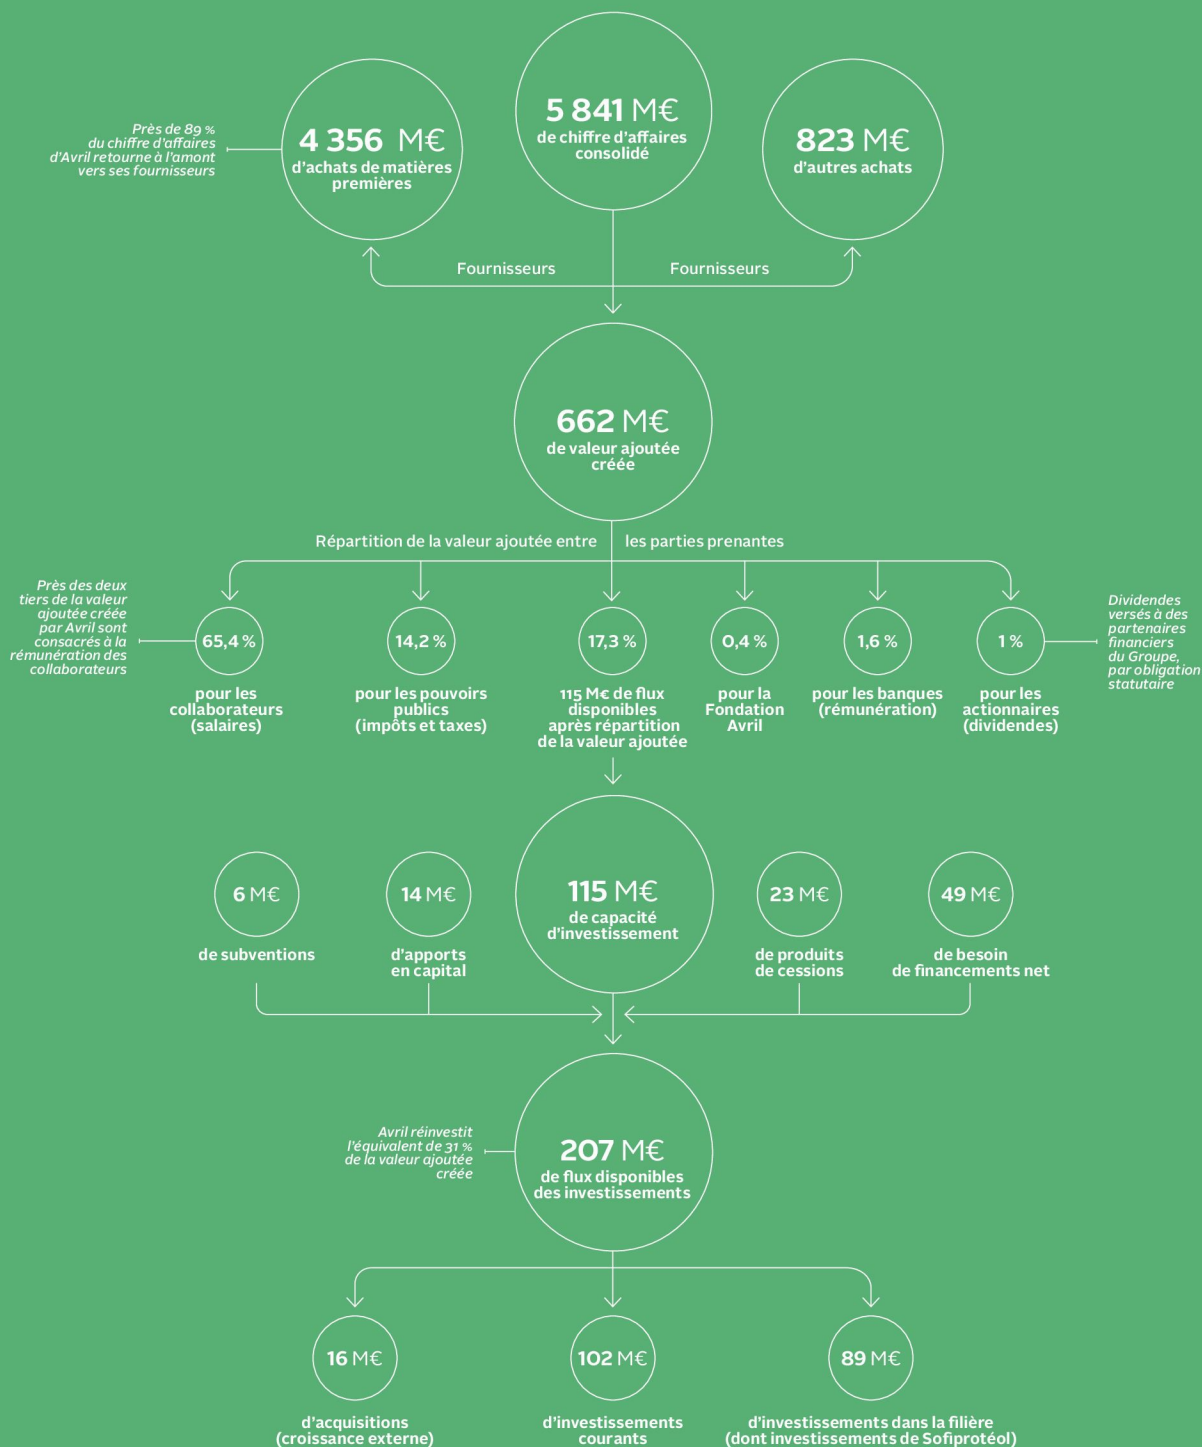 5 841 M€
de chiffre d'affaires
consolidé
Près de 89 %
du chiffre d'affaires
d'Avril retourne à l'amont
vers ses fournisseurs
4 356 M€
d'achats de matières
premières
823 M€
d'autres achats
Fournisseurs
Fournisseurs
662 M€
de valeur ajoutée
créée
Répartition de la valeur ajoutée entre
les parties prenantes
Près des deux
tiers de la valeur
ajoutée créée
par Avril sont
consacrés à la
rémunération des
collaborateurs
65,4 %
pour les
collaborateurs
(salaires)
14,2 %
pour les pouvoirs
publics
(impôts et taxes)
17,3 %
115 M€ de flux
disponibles
après répartition
de la valeur ajoutée
0,4 %
pour la
Fondation
Avril
1,6 %
pour les banques
(rémunération)
1 %
pour les
actionnaires
(dividendes)
Dividendes
versés à des
partenaires
financiers
du Groupe,
par obligation
statutaire
6 M€
de subventions
14 M€
d'apports
en capital
115 M€
de capacité
d'investissement
23 M€
de produits
de cessions
49 M€
de besoin
de financements net
Avril réinvestit
l'équivalent de 31 %
de la valeur ajoutée
créée
207 M€
de flux disponibles
des investissements
16 M€
d'acquisitions
(croissance externe)
102 M€
d'investissements
courants
89 M€
d'investissements dans la filière
(dont investissements de Sofiprotéol)